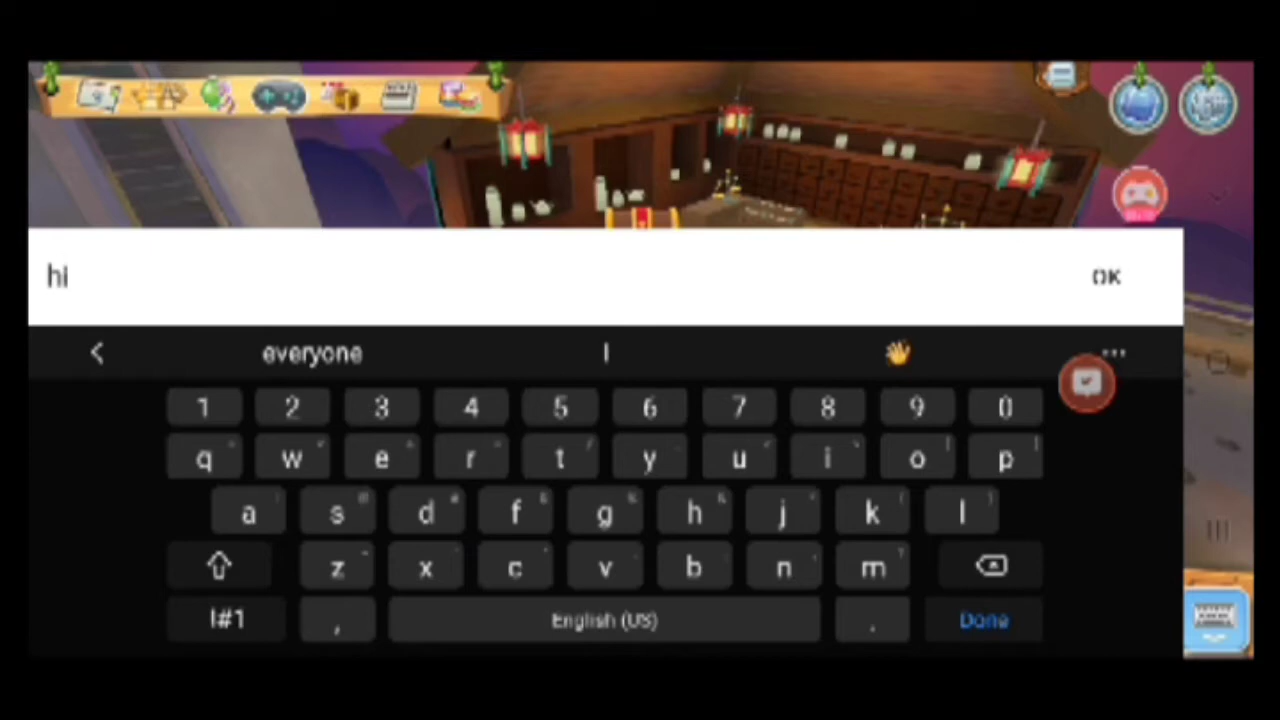 hi
OK
everyone I 👋 ...
1 2 3 4 5 6 7 8 9 0
q w e r t y u i o p
a s d f g h j k l
z x c v b n m
!#1 , English (US) . Done